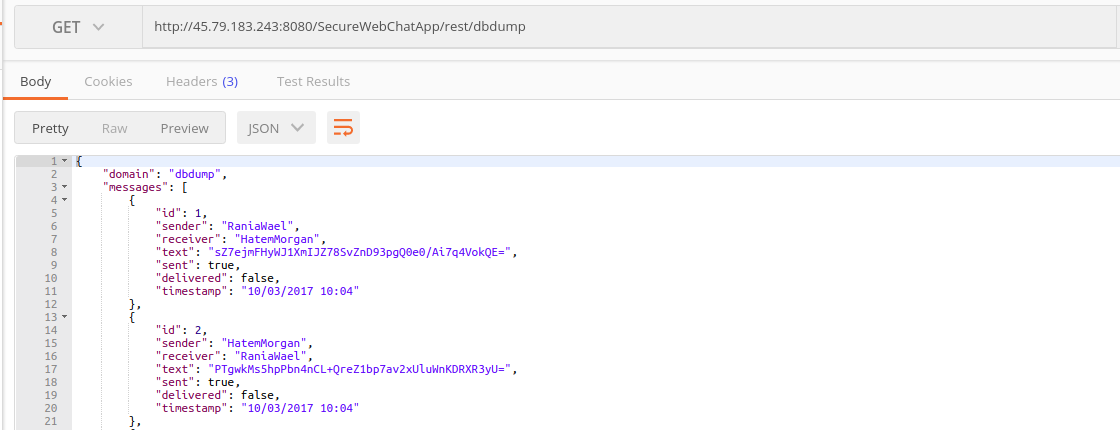 GET http://45.79.183.243:8080/SecureWebChatApp/rest/dbdump
Body Cookies Headers (3) Test Results
Pretty Raw Preview JSON
1 {
2 "domain": "dbdump",
3 "messages": [
4 {
5 "id": 1,
6 "sender": "RaniaWael",
7 "receiver": "HatemMorgan",
8 "text": "sZ7ejmFHyWJ1XmIJZ78SvZnD93pgQ0e0/Ai7q4VokQE=",
9 "sent": true,
10 "delivered": false,
11 "timestamp": "10/03/2017 10:04"
12 },
13 {
14 "id": 2,
15 "sender": "HatemMorgan",
16 "receiver": "RaniaWael",
17 "text": "PTgwkMs5hpPbn4nCL+QreZ1bp7av2xUluWnKDRXR3yU=",
18 "sent": true,
19 "delivered": false,
20 "timestamp": "10/03/2017 10:04"
21 },